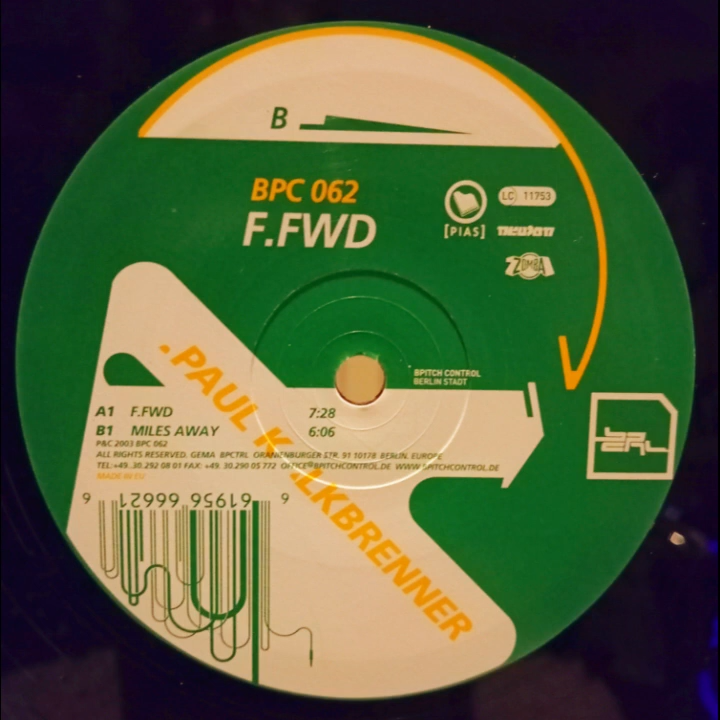 B
BPC 062
F.FWD
[PIAS]
LC 11753
neuton
ZOMBA
.PAUL KALKBRENNER
BPITCH CONTROL
BERLIN STADT
A1 F.FWD 7:28
B1 MILES AWAY 6:06
P&C 2003 BPC 062
ALL RIGHTS RESERVED. GEMA BPCTRL ORANIENBURGER STR. 91 10178 BERLIN. EUROPE
TEL:+49..30.292 08 01 FAX: +49. 30.290 05 772 OFFICE@BPITCHCONTROL.DE WWW.BPITCHCONTROL.DE
MADE IN EU
9 61956 66621 6